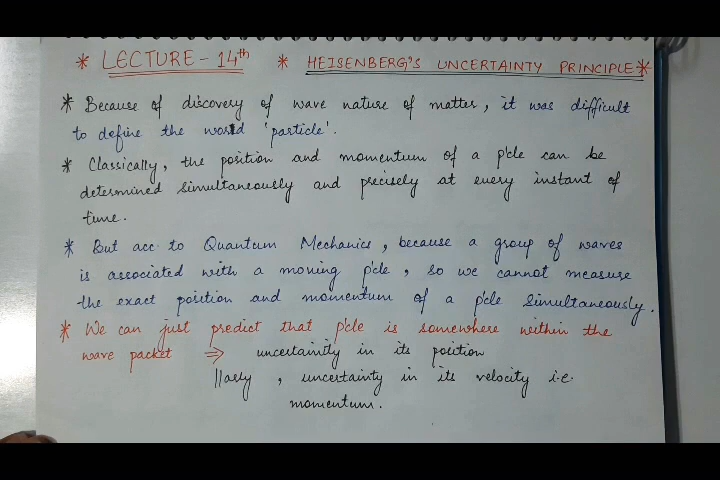 * LECTURE - 14th * HEISENBERG'S UNCERTAINTY PRINCIPLE *
* Because of discovery of wave nature of matter, it was difficult
to define the world 'particle'.
* Classically, the position and momentum of a p'cle can be
determined simultaneously and precisely at every instant of
time.
* But acc. to Quantum Mechanics, because a group of waves
is associated with a moving p'cle, so we cannot measure
the exact position and momentum of a p'cle simultaneously.
* We can just predict that p'cle is somewhere within the
wave packet ⇒ uncertainity in its position
||aely, uncertainty in its velocity i.e.
momentum.